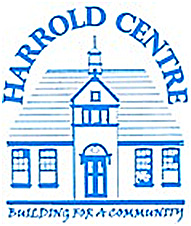 HARROLD CENTRE
BUILDING FOR A COMMUNITY